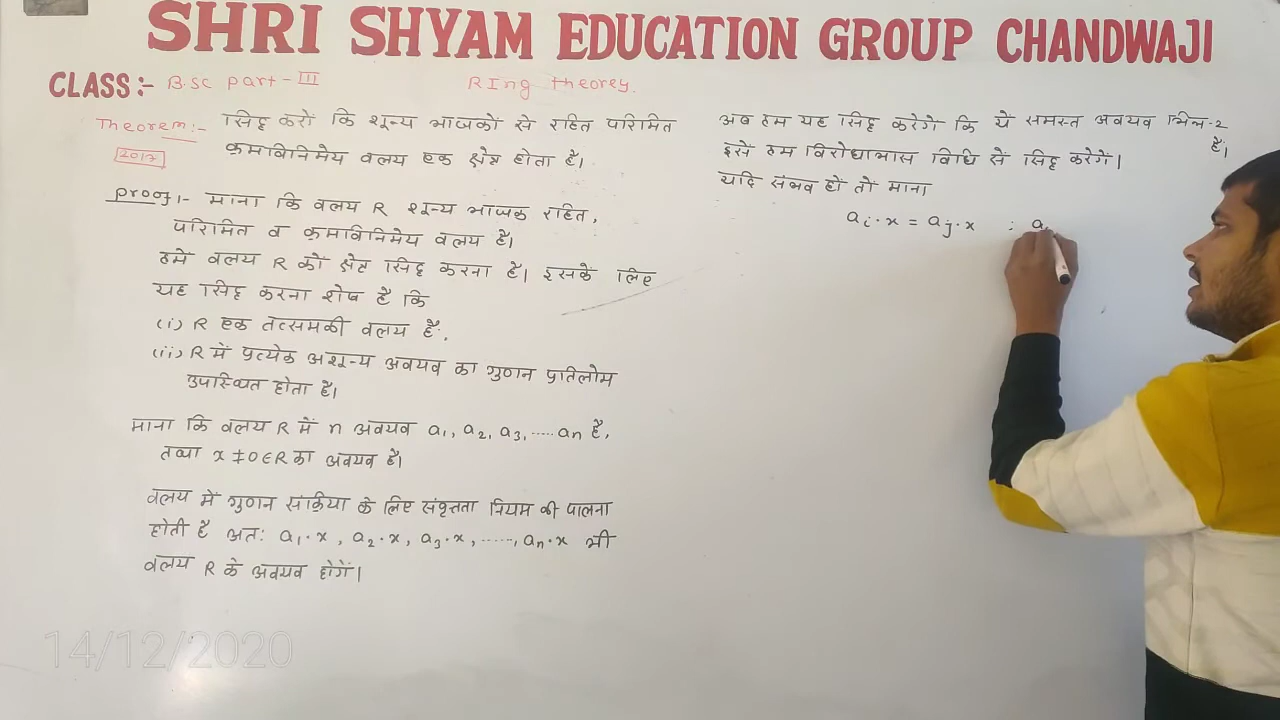 SHRI SHYAM EDUCATION GROUP CHANDWAJI
CLASS:- B.sc part-III
RIng theorey.
Theorem:- सिद्ध करो कि शून्य भाजकों से रहित परिमित
2017 क्रमविनिमेय वलय एक क्षेत्र होता है।
proof:- माना कि वलय R शून्य भाजक रहित,
परिमित व क्रमविनिमेय वलय है।
हमे वलय R को क्षेत्र सिद्ध करना है। इसके लिए
यह सिद्ध करना शेष है कि
(i) R एक तत्समकी वलय है.
(ii) R में प्रत्येक अशून्य अवयव का गुणन प्रतिलोम
उपस्थित होता है।
माना कि वलय R में n अवयव a1, a2, a3, ..... an है,
तथा x ≠ 0 ∈ R का अवयव है।
वलय में गुणन संक्रिया के लिए संवृत्तता नियम की पालना
होती है अतः a1·x, a2·x, a3·x, ......, an·x भी
वलय R के अवयव होगें।
अब हम यह सिद्ध करेगें कि ये समस्त अवयव भिन्न-2
है।
इसे हम विरोधाभास विधि से सिद्ध करेगें।
यदि संभव हो तो माना
ai·x = aj·x ; a
14/12/2020